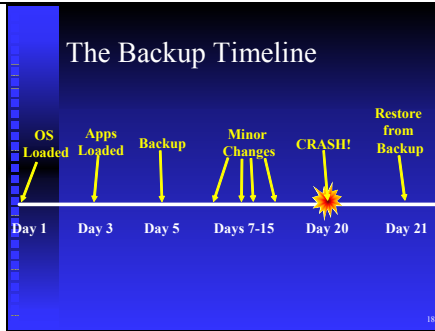 The Backup Timeline
OS
Loaded
Apps
Loaded
Backup
Minor
Changes
CRASH!
Restore
from
Backup
Day 1
Day 3
Day 5
Days 7-15
Day 20
Day 21
18